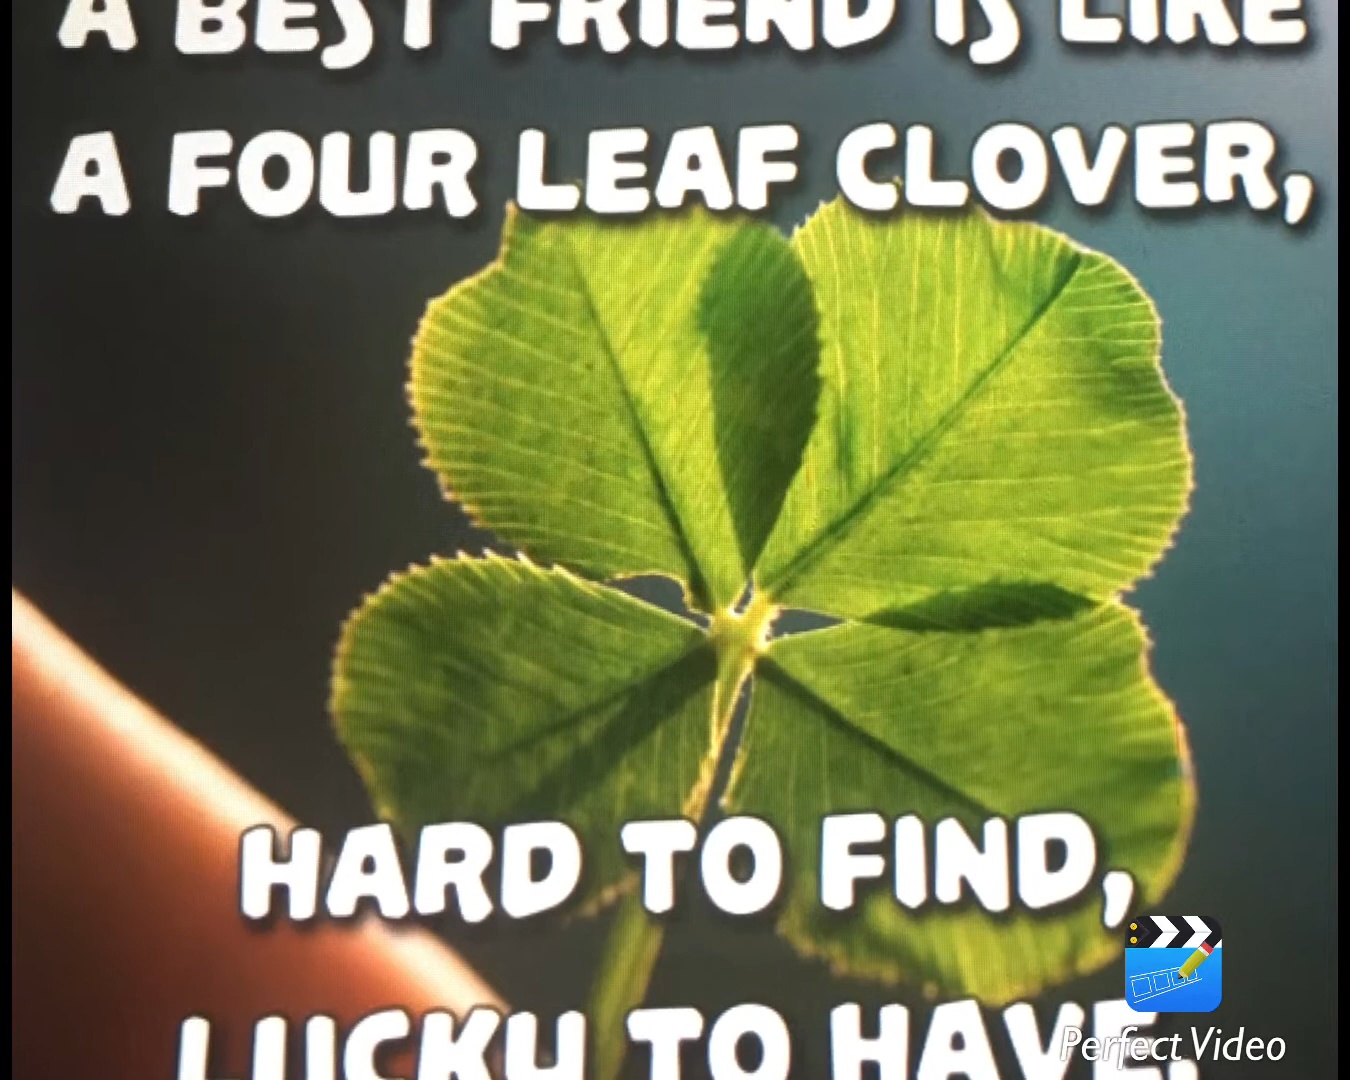 A BEST FRIEND IS LIKE
A FOUR LEAF CLOVER,
HARD TO FIND,
LUCKY TO HAVE.
Perfect Video